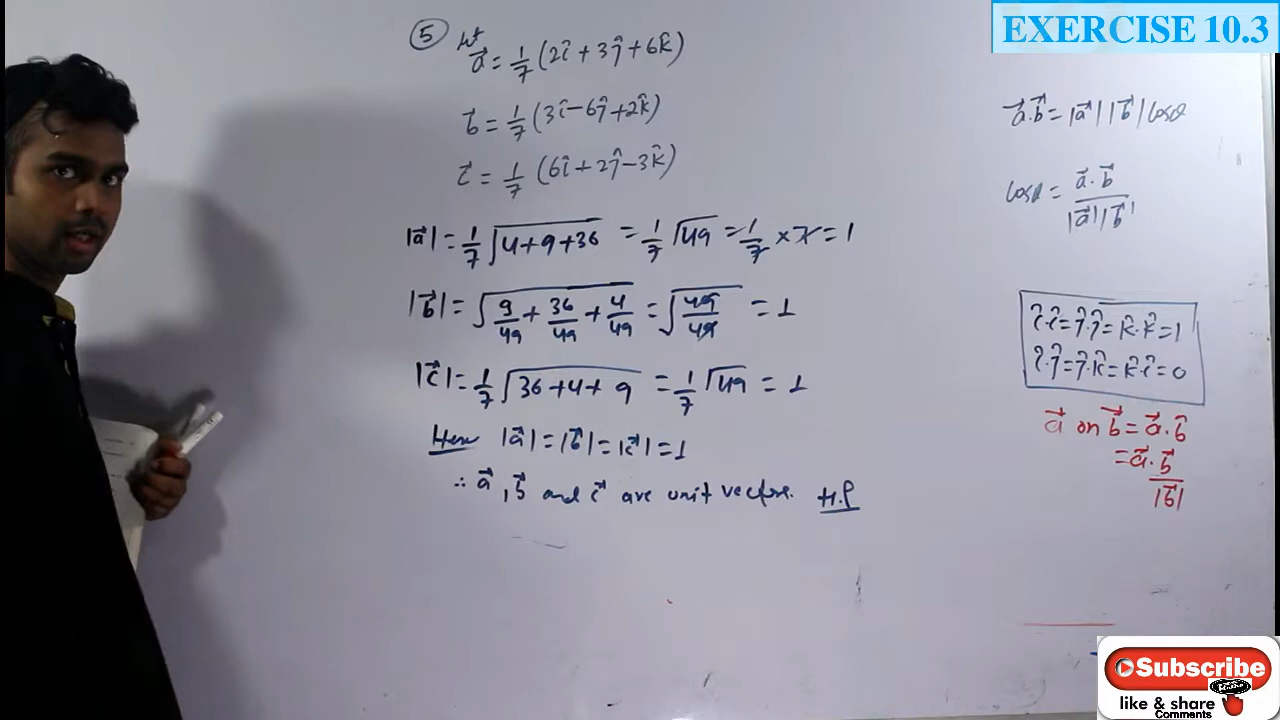 EXERCISE 10.3
⑤ Let
a⃗ = 1/7 (2î + 3ĵ + 6k̂)
b⃗ = 1/7 (3î − 6ĵ + 2k̂)
c⃗ = 1/7 (6î + 2ĵ − 3k̂)
|a⃗| = 1/7 √(4 + 9 + 36) = 1/7 √49 = 1/7 × 7 = 1
|b⃗| = √(9/49 + 36/49 + 4/49) = √(49/49) = 1
|c⃗| = 1/7 √(36 + 4 + 9) = 1/7 √49 = 1
Here |a⃗| = |b⃗| = |c⃗| = 1
∴ a⃗, b⃗ and c⃗ are unit vectors. H.P
a⃗.b⃗ = |a⃗| |b⃗| cosθ
cosθ = a⃗.b⃗ / |a⃗||b⃗|
î.î = ĵ.ĵ = k̂.k̂ = 1
î.ĵ = ĵ.k̂ = k̂.î = 0
a⃗ on b⃗ = a⃗.b̂
= a⃗.b⃗ / |b⃗|
Subscribe
like & share
Comments